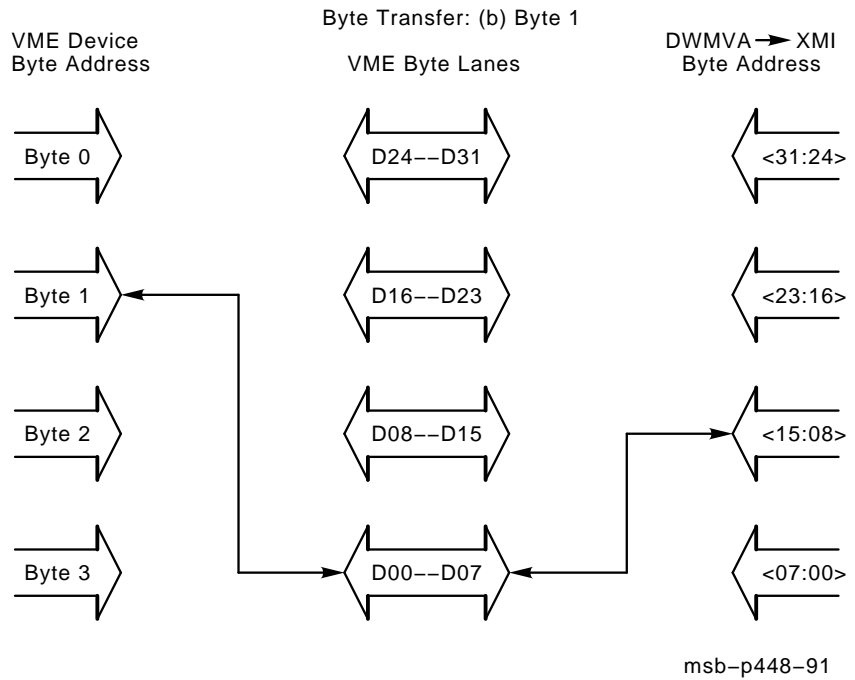 Byte Transfer: (b) Byte 1
VME Device
Byte Address
VME Byte Lanes
DWMVA → XMI
Byte Address
Byte 0
D24−−D31
<31:24>
Byte 1
D16−−D23
<23:16>
Byte 2
D08−−D15
<15:08>
Byte 3
D00−−D07
<07:00>
msb−p448−91